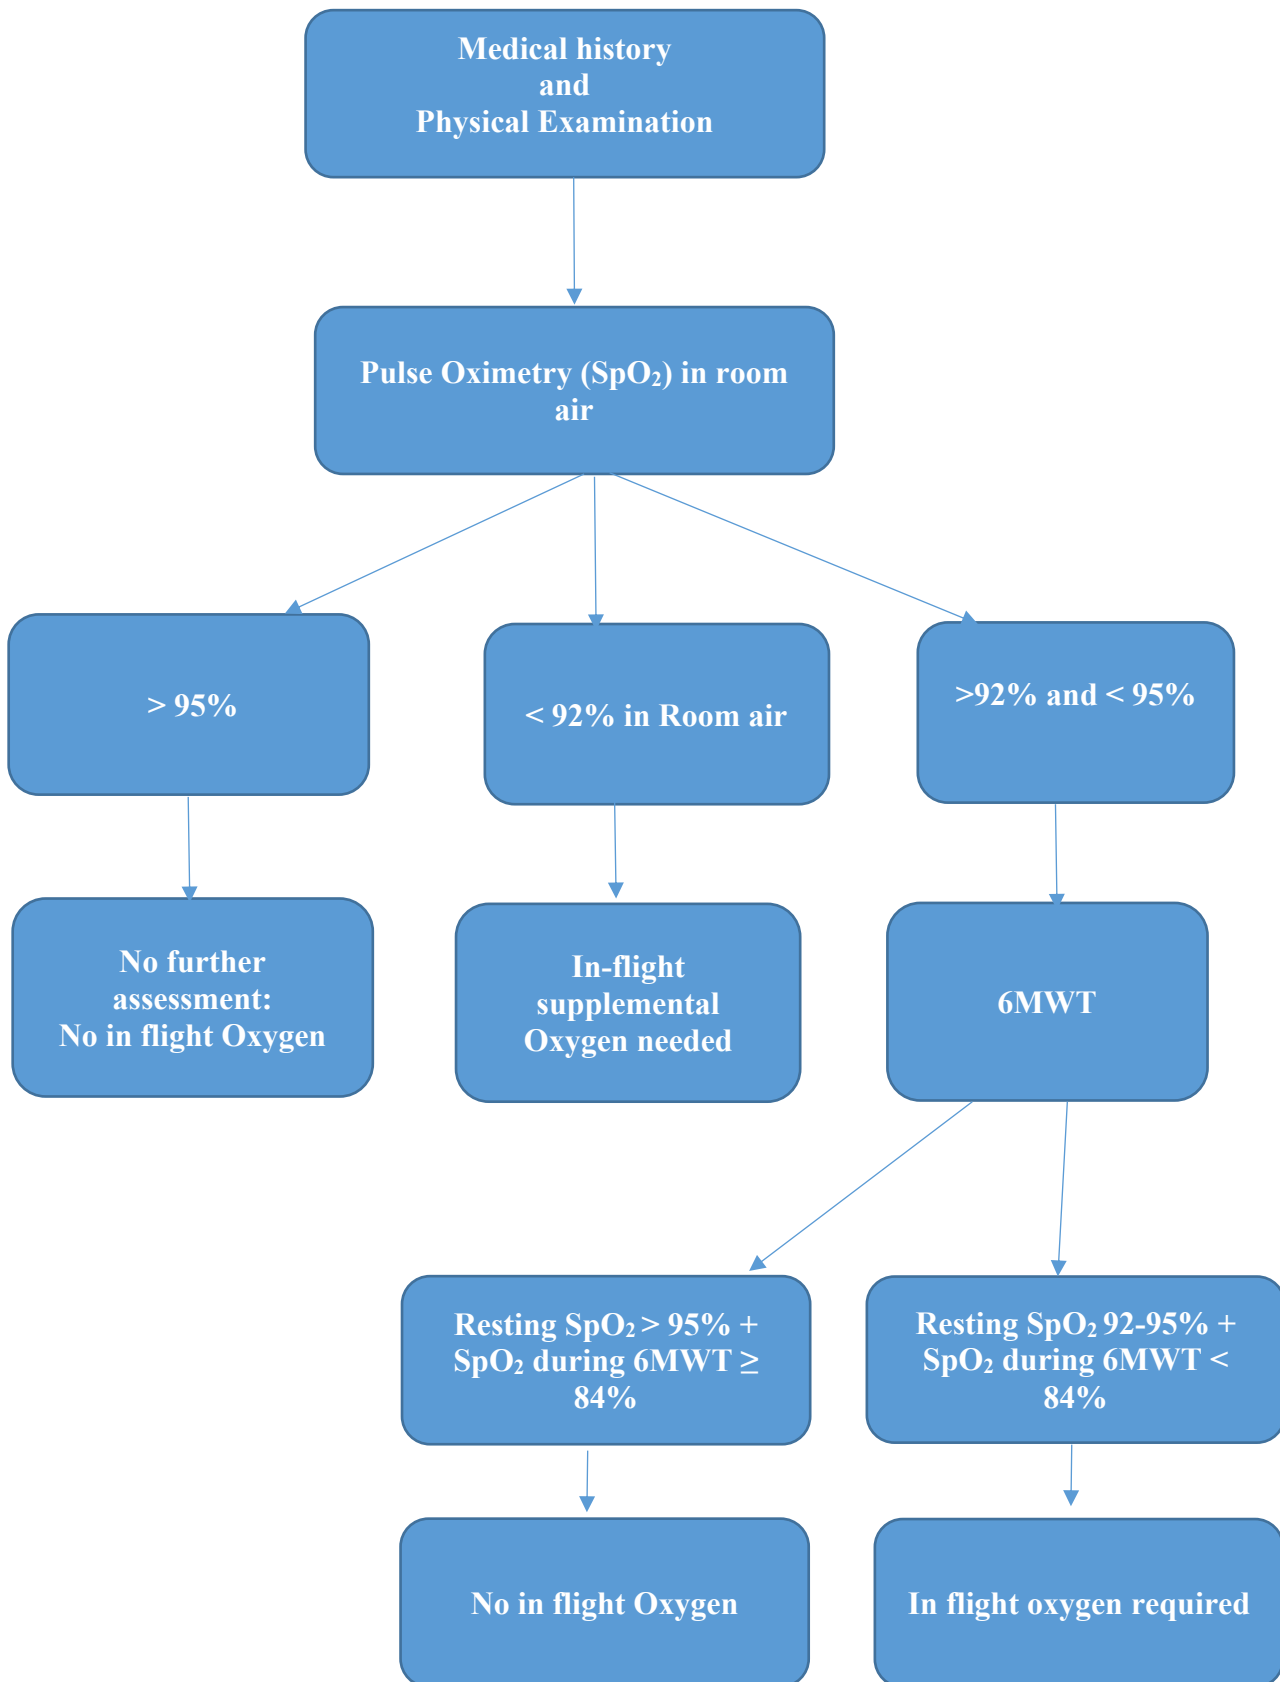 Medical history
and
Physical Examination
Pulse Oximetry (SpO₂) in room
air
> 95%
< 92% in Room air
>92% and < 95%
No further
assessment:
No in flight Oxygen
In-flight
supplemental
Oxygen needed
6MWT
Resting SpO₂ > 95% +
SpO₂ during 6MWT ≥
84%
Resting SpO₂ 92-95% +
SpO₂ during 6MWT <
84%
No in flight Oxygen
In flight oxygen required